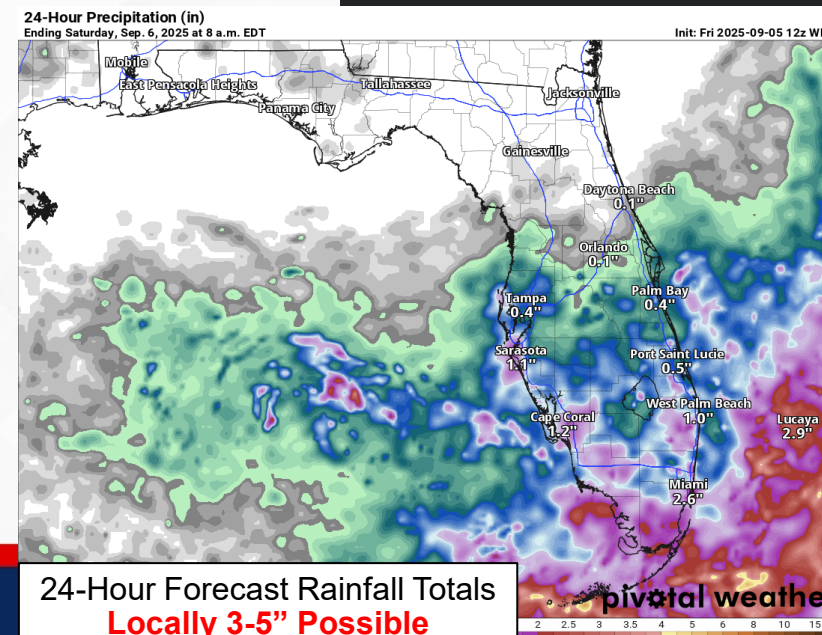 24-Hour Precipitation (in)
Ending Saturday, Sep. 6, 2025 at 8 a.m. EDT
Init: Fri 2025-09-05 12z
Mobile
East Pensacola Heights
Tallahassee
Jacksonville
Panama City
Gainesville
Daytona Beach
0.1"
Orlando
0.1"
Palm Bay
0.4"
Tampa
0.4"
Sarasota
1.1"
Port Saint Lucie
0.5"
West Palm Beach
1.0"
Cape Coral
1.2"
Lucaya
2.9"
Miami
2.6"
pivotal weathe
24-Hour Forecast Rainfall Totals
Locally 3-5” Possible
2 2.5 3 3.5 4 5 6 8 10 15